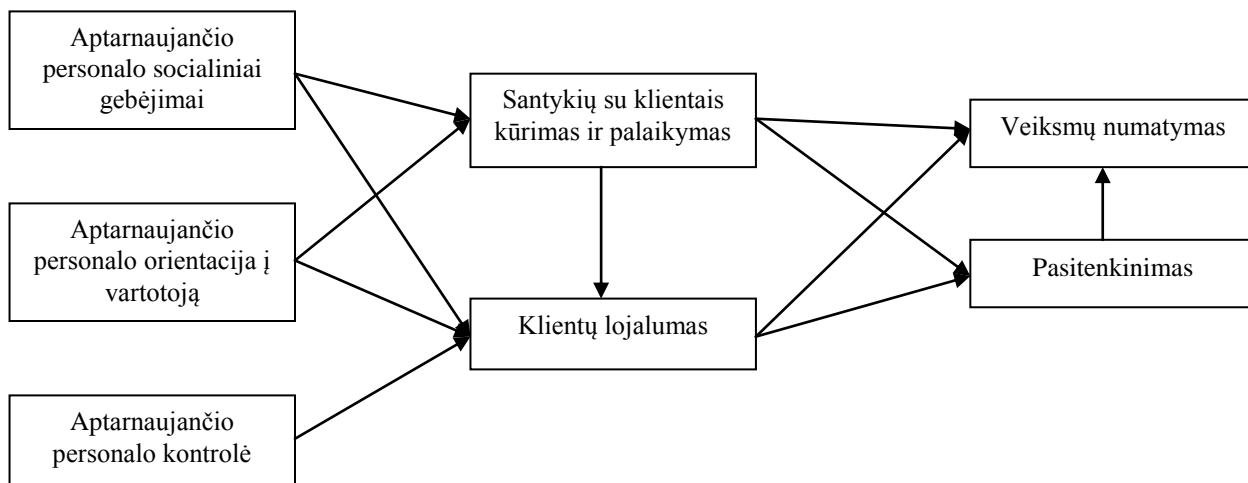 Aptarnaujančio
personalo socialiniai
gebėjimai
Aptarnaujančio
personalo orientacija į
vartotoją
Aptarnaujančio
personalo kontrolė
Santykių su klientais
kūrimas ir palaikymas
Klientų lojalumas
Veiksmų numatymas
Pasitenkinimas